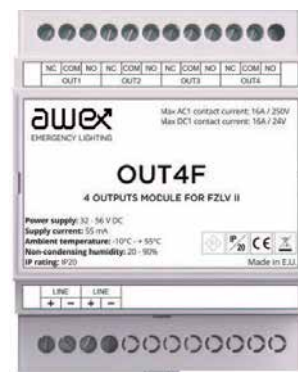 NC COM NO NC COM NO NC COM NO NC COM NO
OUT1 OUT2 OUT3 OUT4
awex
EMERGENCY LIGHTING
Max AC1 contact current: 16A / 250V
Max DC1 contact current: 16A / 24V
OUT4F
4 OUTPUTS MODULE FOR FZLV II
Power supply: 32 - 56 V DC
Supply current: 55 mA
Ambient temperature: -10°C - + 55°C
Non-condensing humidity: 20 - 90%
IP rating: IP20
IP
20
CE
Made in E.U.
LINE LINE
+ − + −